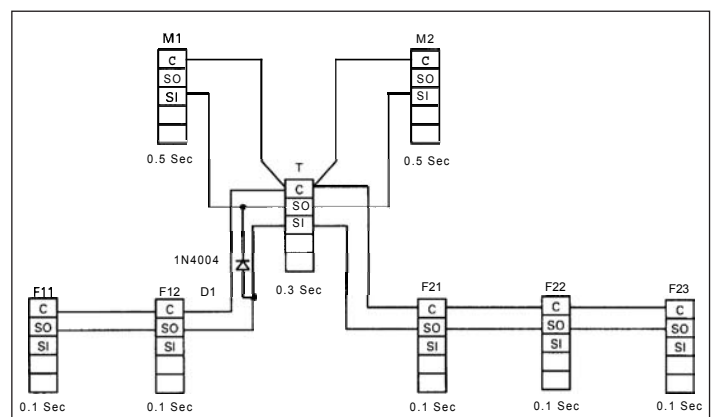 M1
C
SO
SI
0.5 Sec
M2
C
SO
SI
0.5 Sec
T
C
SO
SI
0.3 Sec
1N4004
D1
F11
C
SO
SI
0.1 Sec
F12
C
SO
SI
0.1 Sec
F21
C
SO
SI
0.1 Sec
F22
C
SO
SI
0.1 Sec
F23
C
SO
SI
0.1 Sec